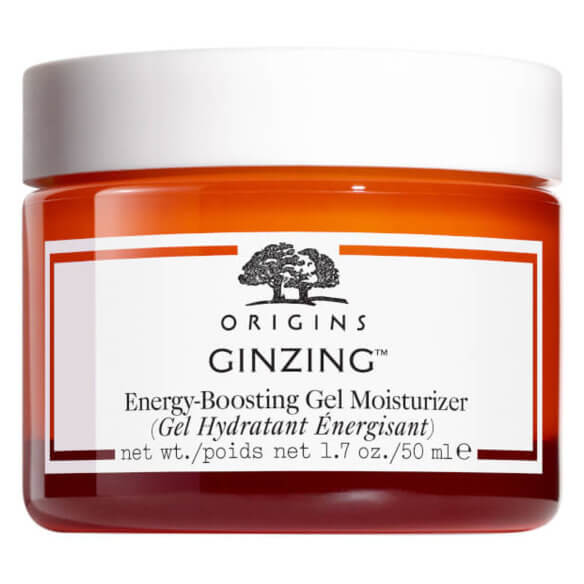 ORIGINS
GINZING™
Energy-Boosting Gel Moisturizer
(Gel Hydratant Énergisant)
net wt./poids net 1.7 oz./50 ml℮